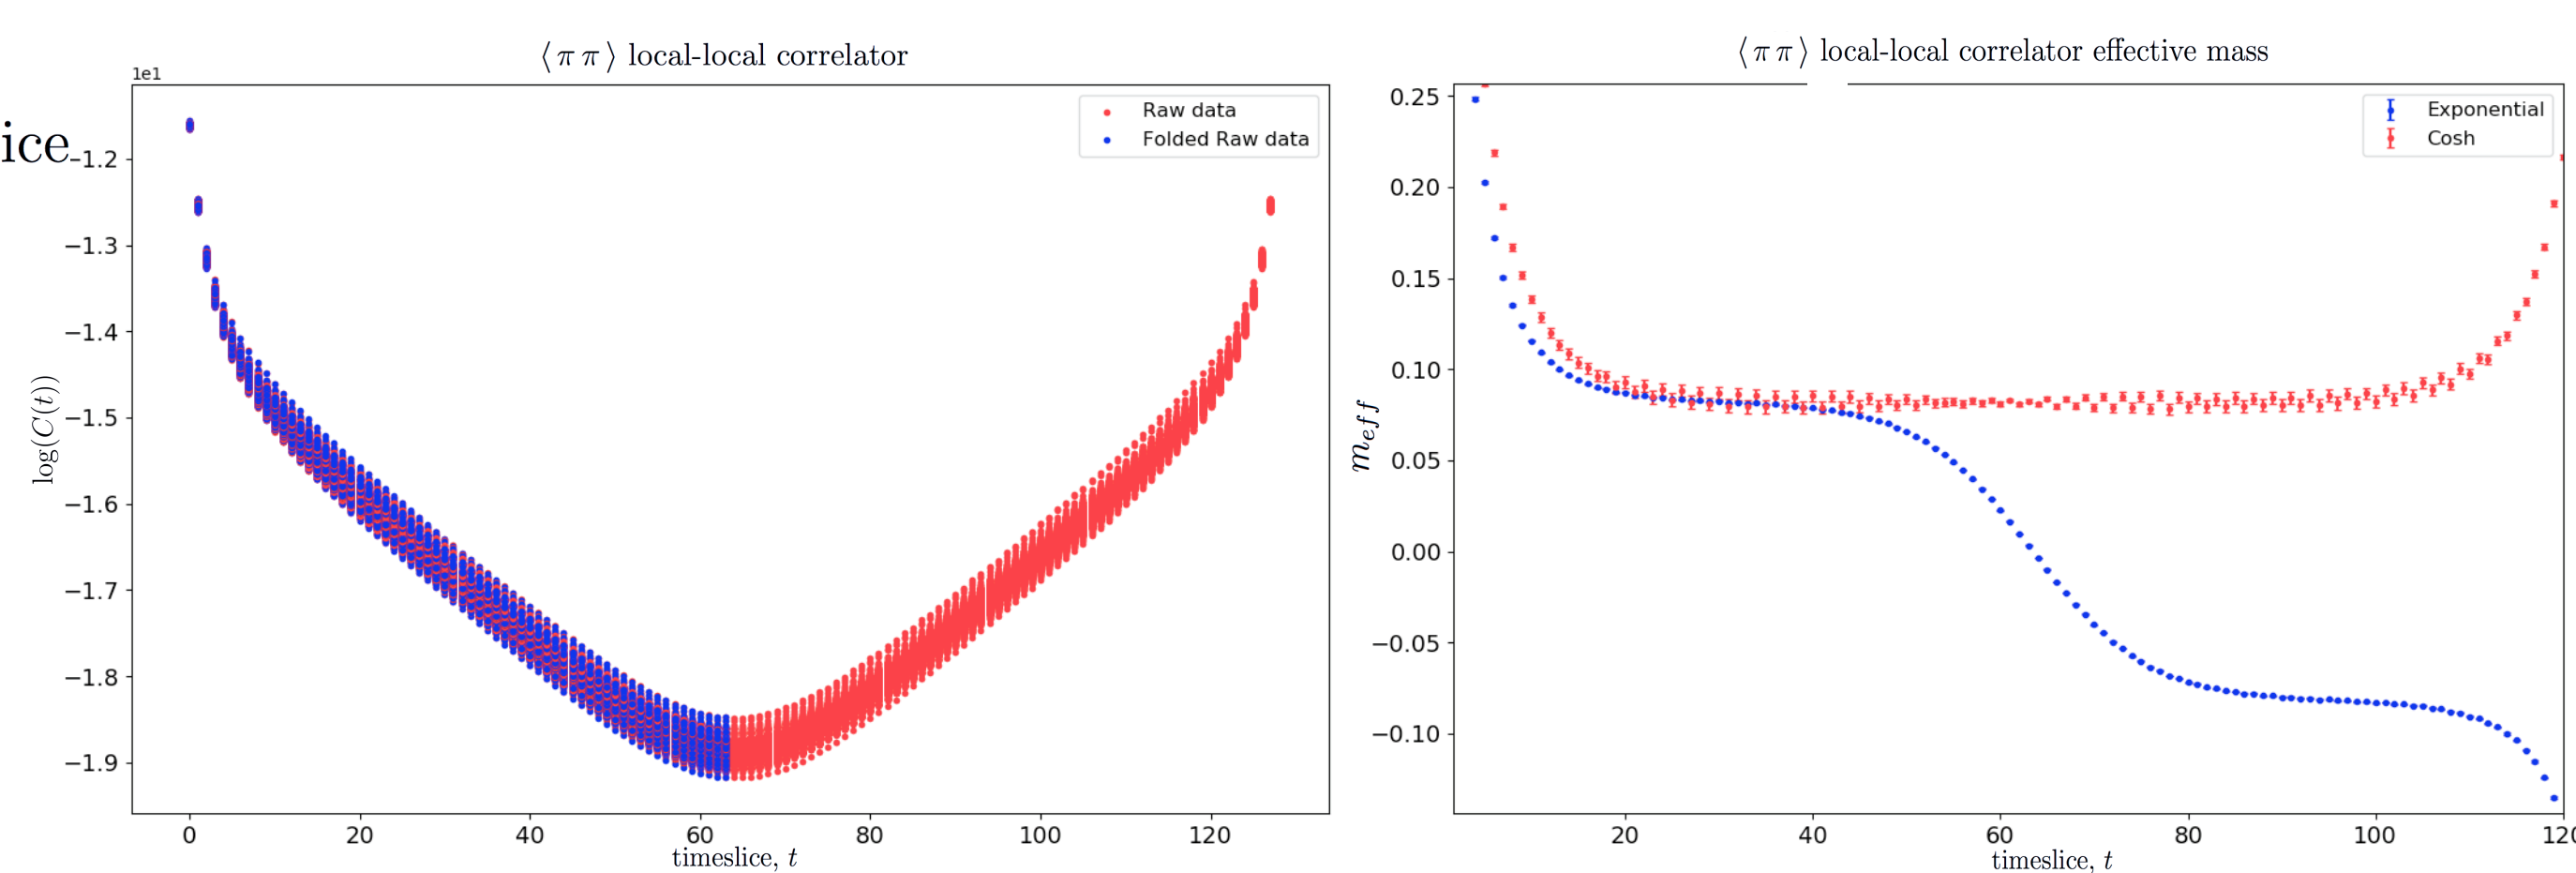 ⟨ π π ⟩ local-local correlator
1e1
ice
Raw data
Folded Raw data
−1.2
−1.3
−1.4
−1.5
−1.6
−1.7
−1.8
−1.9
log(C(t))
0 20 40 60 80 100 120
timeslice, t
⟨ π π ⟩ local-local correlator effective mass
Exponential
Cosh
0.25
0.20
0.15
0.10
0.05
0.00
−0.05
−0.10
m_eff
20 40 60 80 100 120
timeslice, t